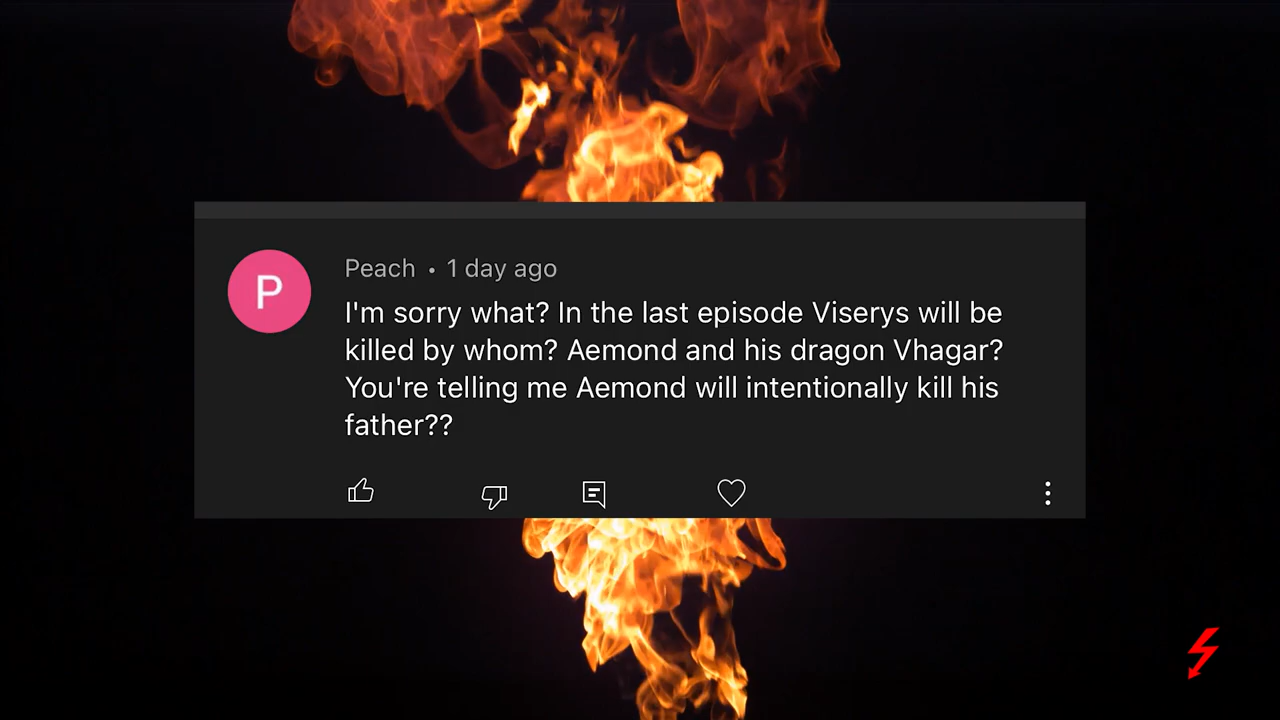 P
Peach • 1 day ago
I'm sorry what? In the last episode Viserys will be
killed by whom? Aemond and his dragon Vhagar?
You're telling me Aemond will intentionally kill his
father??